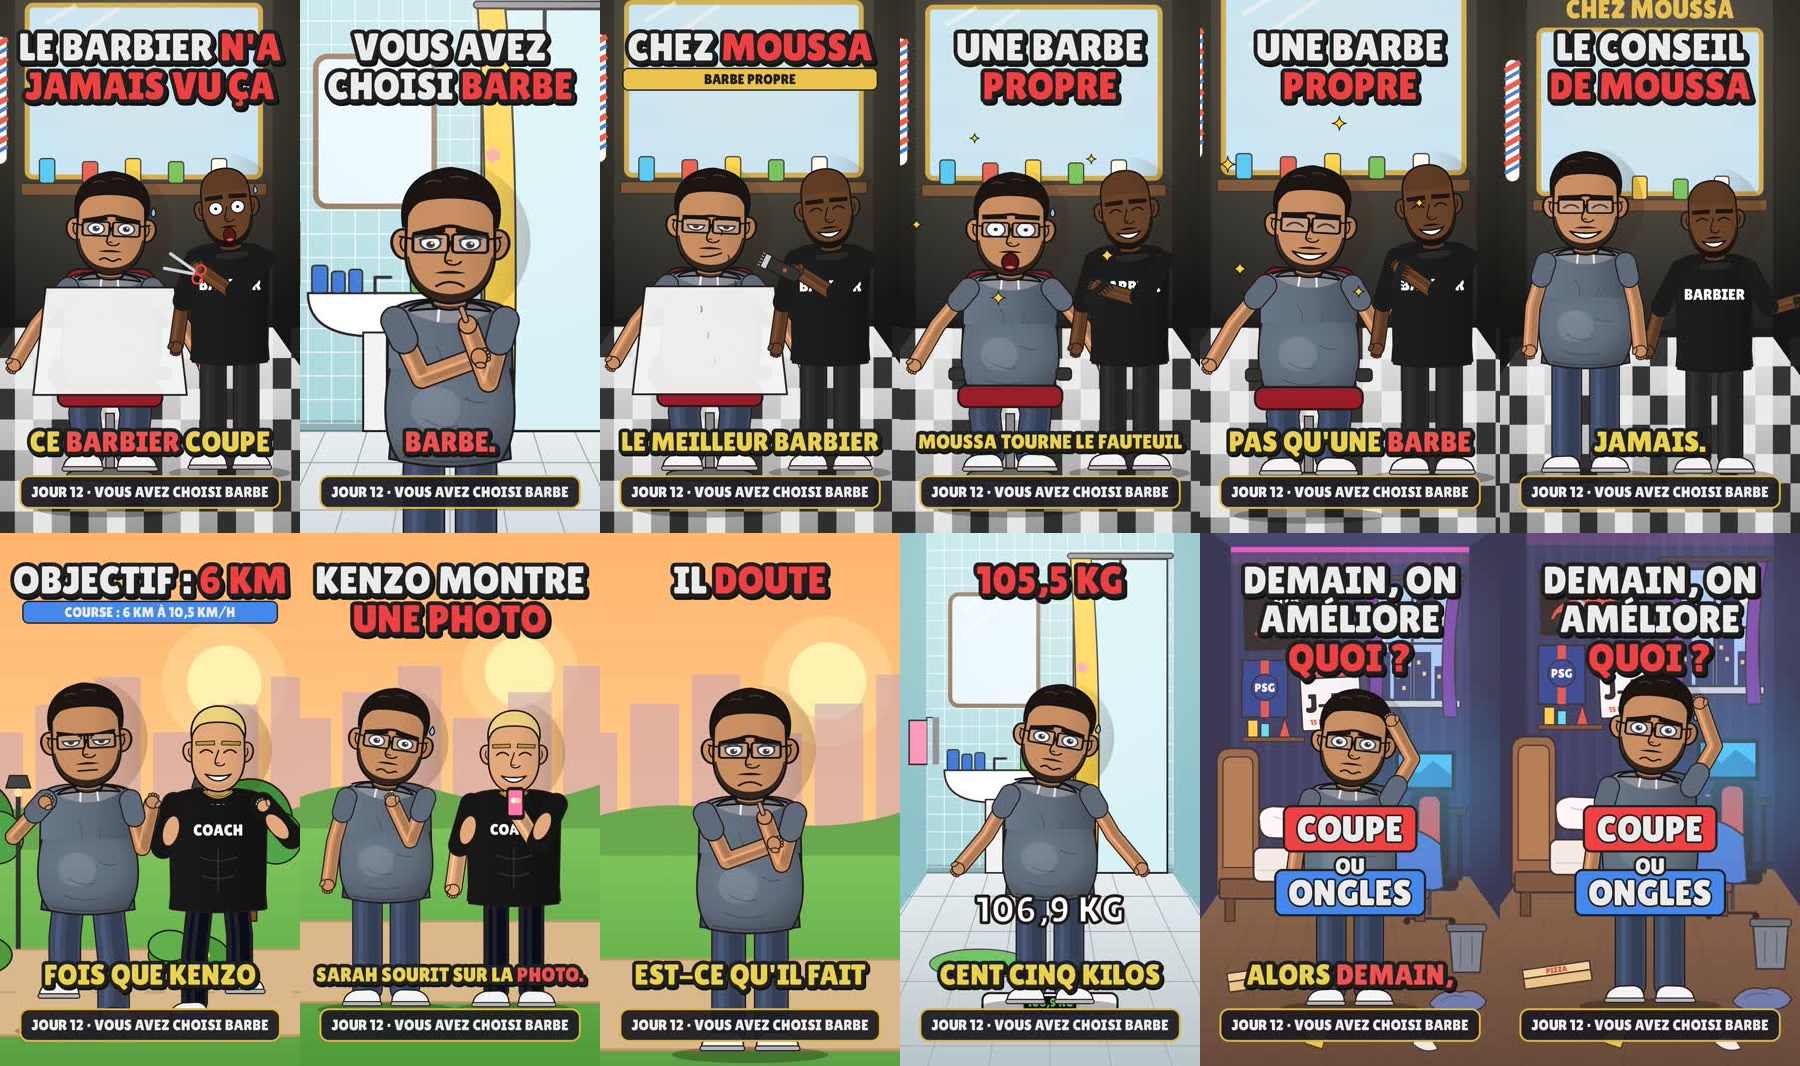 LE BARBIER N'A
JAMAIS VU ÇA
CE BARBIER COUPE
JOUR 12 · VOUS AVEZ CHOISI BARBE
VOUS AVEZ
CHOISI BARBE
BARBE.
JOUR 12 · VOUS AVEZ CHOISI BARBE
CHEZ MOUSSA
BARBE PROPRE
LE MEILLEUR BARBIER
JOUR 12 · VOUS AVEZ CHOISI BARBE
UNE BARBE
PROPRE
MOUSSA TOURNE LE FAUTEUIL
JOUR 12 · VOUS AVEZ CHOISI BARBE
UNE BARBE
PROPRE
PAS QU'UNE BARBE
JOUR 12 · VOUS AVEZ CHOISI BARBE
CHEZ MOUSSA
LE CONSEIL
DE MOUSSA
BARBIER
JAMAIS.
JOUR 12 · VOUS AVEZ CHOISI BARBE
OBJECTIF : 6 KM
COURSE : 6 KM À 10,5 KM/H
COACH
FOIS QUE KENZO
JOUR 12 · VOUS AVEZ CHOISI BARBE
KENZO MONTRE
UNE PHOTO
COA
SARAH SOURIT SUR LA PHOTO.
JOUR 12 · VOUS AVEZ CHOISI BARBE
IL DOUTE
EST-CE QU'IL FAIT
JOUR 12 · VOUS AVEZ CHOISI BARBE
105,5 KG
106,9 KG
CENT CINQ KILOS
JOUR 12 · VOUS AVEZ CHOISI BARBE
DEMAIN, ON
AMÉLIORE
QUOI ?
PSG
J-
COUPE
OU
ONGLES
ALORS DEMAIN,
JOUR 12 · VOUS AVEZ CHOISI BARBE
DEMAIN, ON
AMÉLIORE
QUOI ?
PSG
COUPE
OU
ONGLES
PIZZA
JOUR 12 · VOUS AVEZ CHOISI BARBE